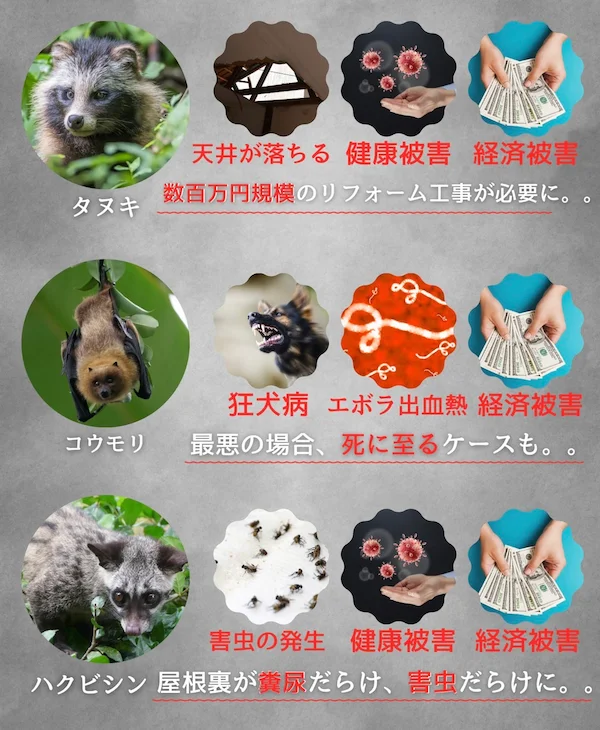 天井が落ちる 健康被害 経済被害
タヌキ 数百万円規模のリフォーム工事が必要に。。
狂犬病 エボラ出血熱 経済被害
コウモリ 最悪の場合、死に至るケースも。。
害虫の発生 健康被害 経済被害
ハクビシン 屋根裏が糞尿だらけ、害虫だらけに。。